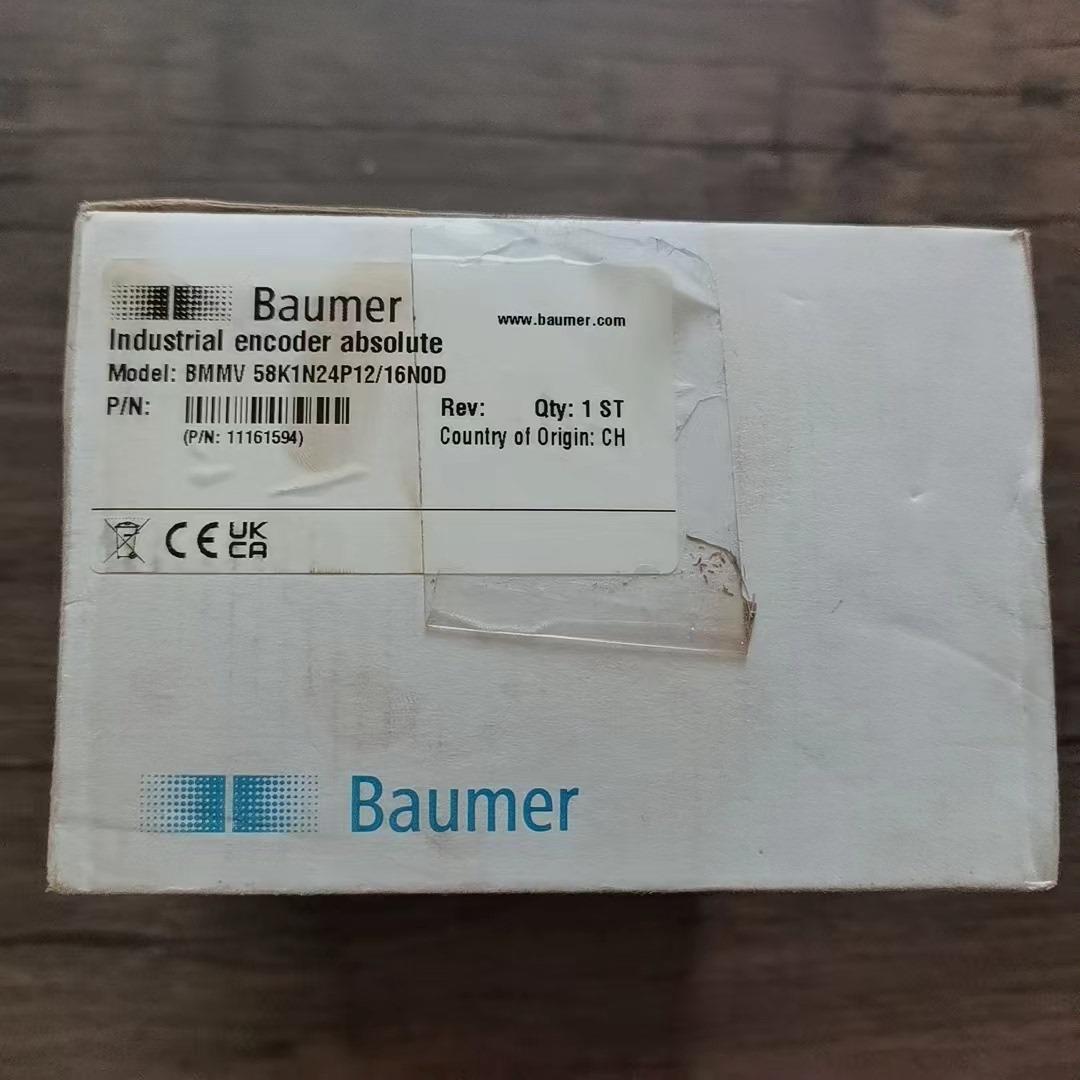 Baumer
www.baumer.com
Industrial encoder absolute
Model: BMMV 58K1N24P12/16N0D
P/N:
Rev: Qty: 1 ST
(P/N: 11161594)
Country of Origin: CH
CE UK CA
Baumer